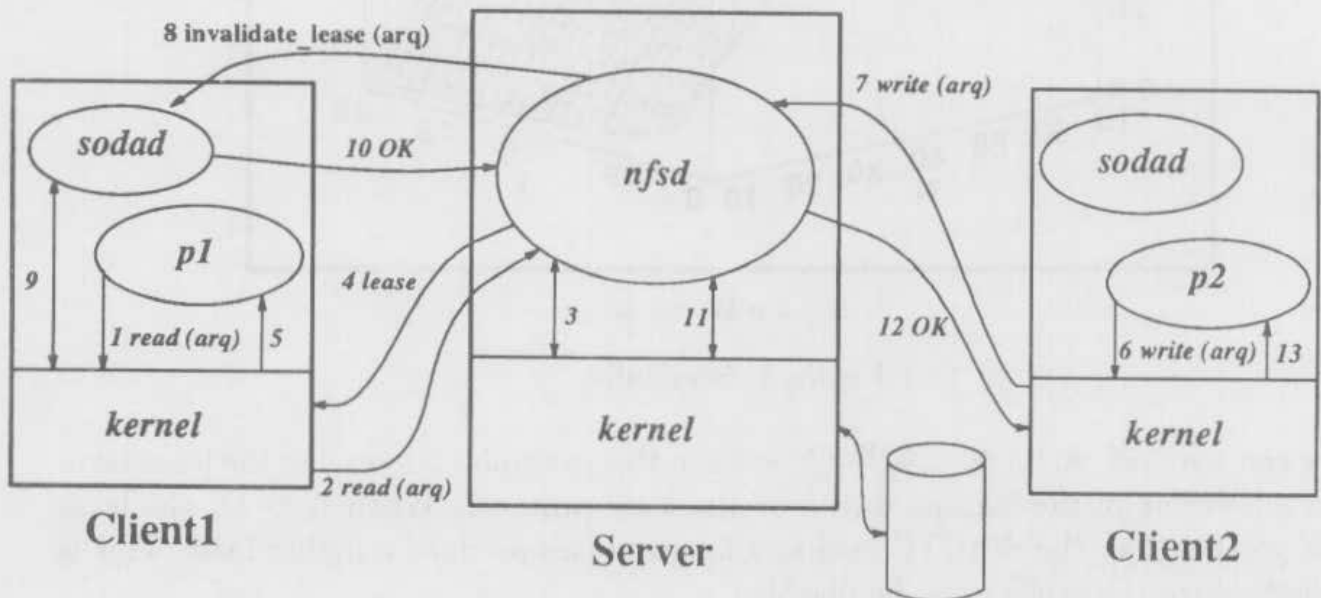 8 invalidate_lease (arq)
7 write (arq)
sodad
10 OK
nfsd
sodad
p1
9
4 lease
3
11
12 OK
p2
1 read (arq)
5
6 write (arq)
13
kernel
kernel
kernel
2 read (arq)
Client1
Server
Client2